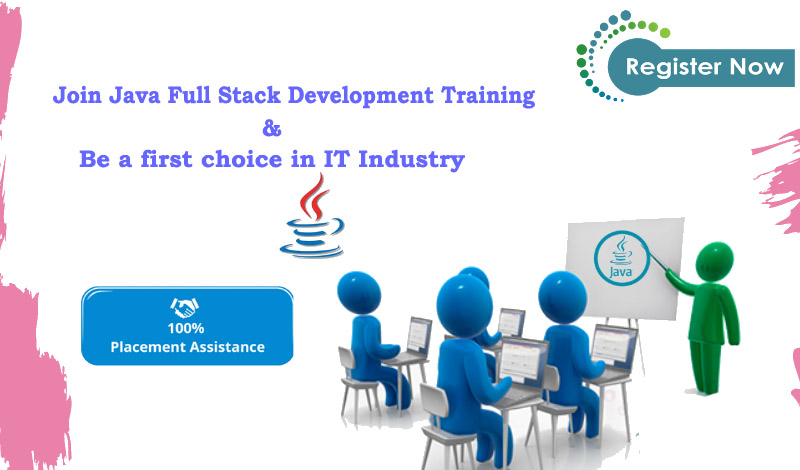 Register Now
Join Java Full Stack Development Training
&
Be a first choice in IT Industry
Java
100%
Placement Assistance